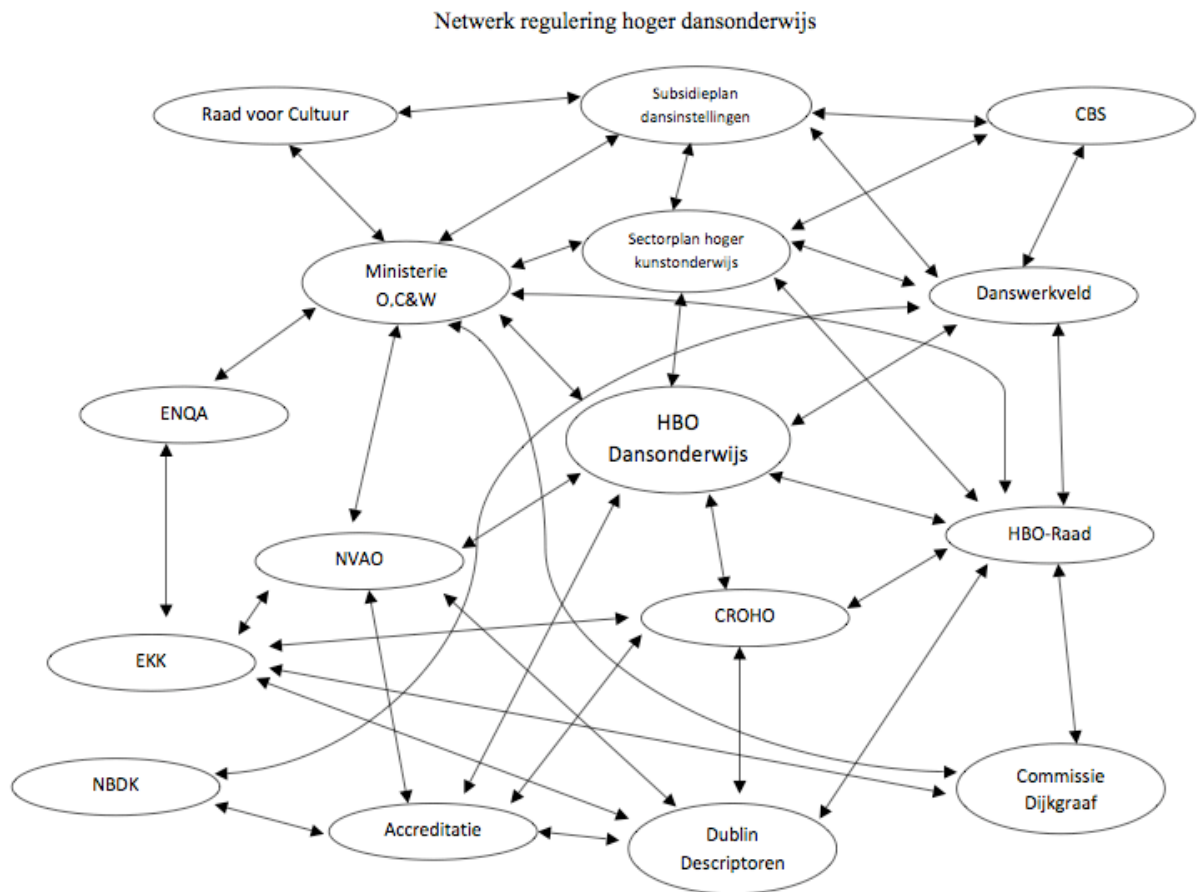 Netwerk regulering hoger dansonderwijs
Raad voor Cultuur
Subsidieplan
dansinstellingen
CBS
Ministerie
O,C&W
Sectorplan hoger
kunstonderwijs
Danswerkveld
ENQA
HBO
Dansonderwijs
NVAO
HBO-Raad
CROHO
EKK
NBDK
Accreditatie
Dublin
Descriptoren
Commissie
Dijkgraaf